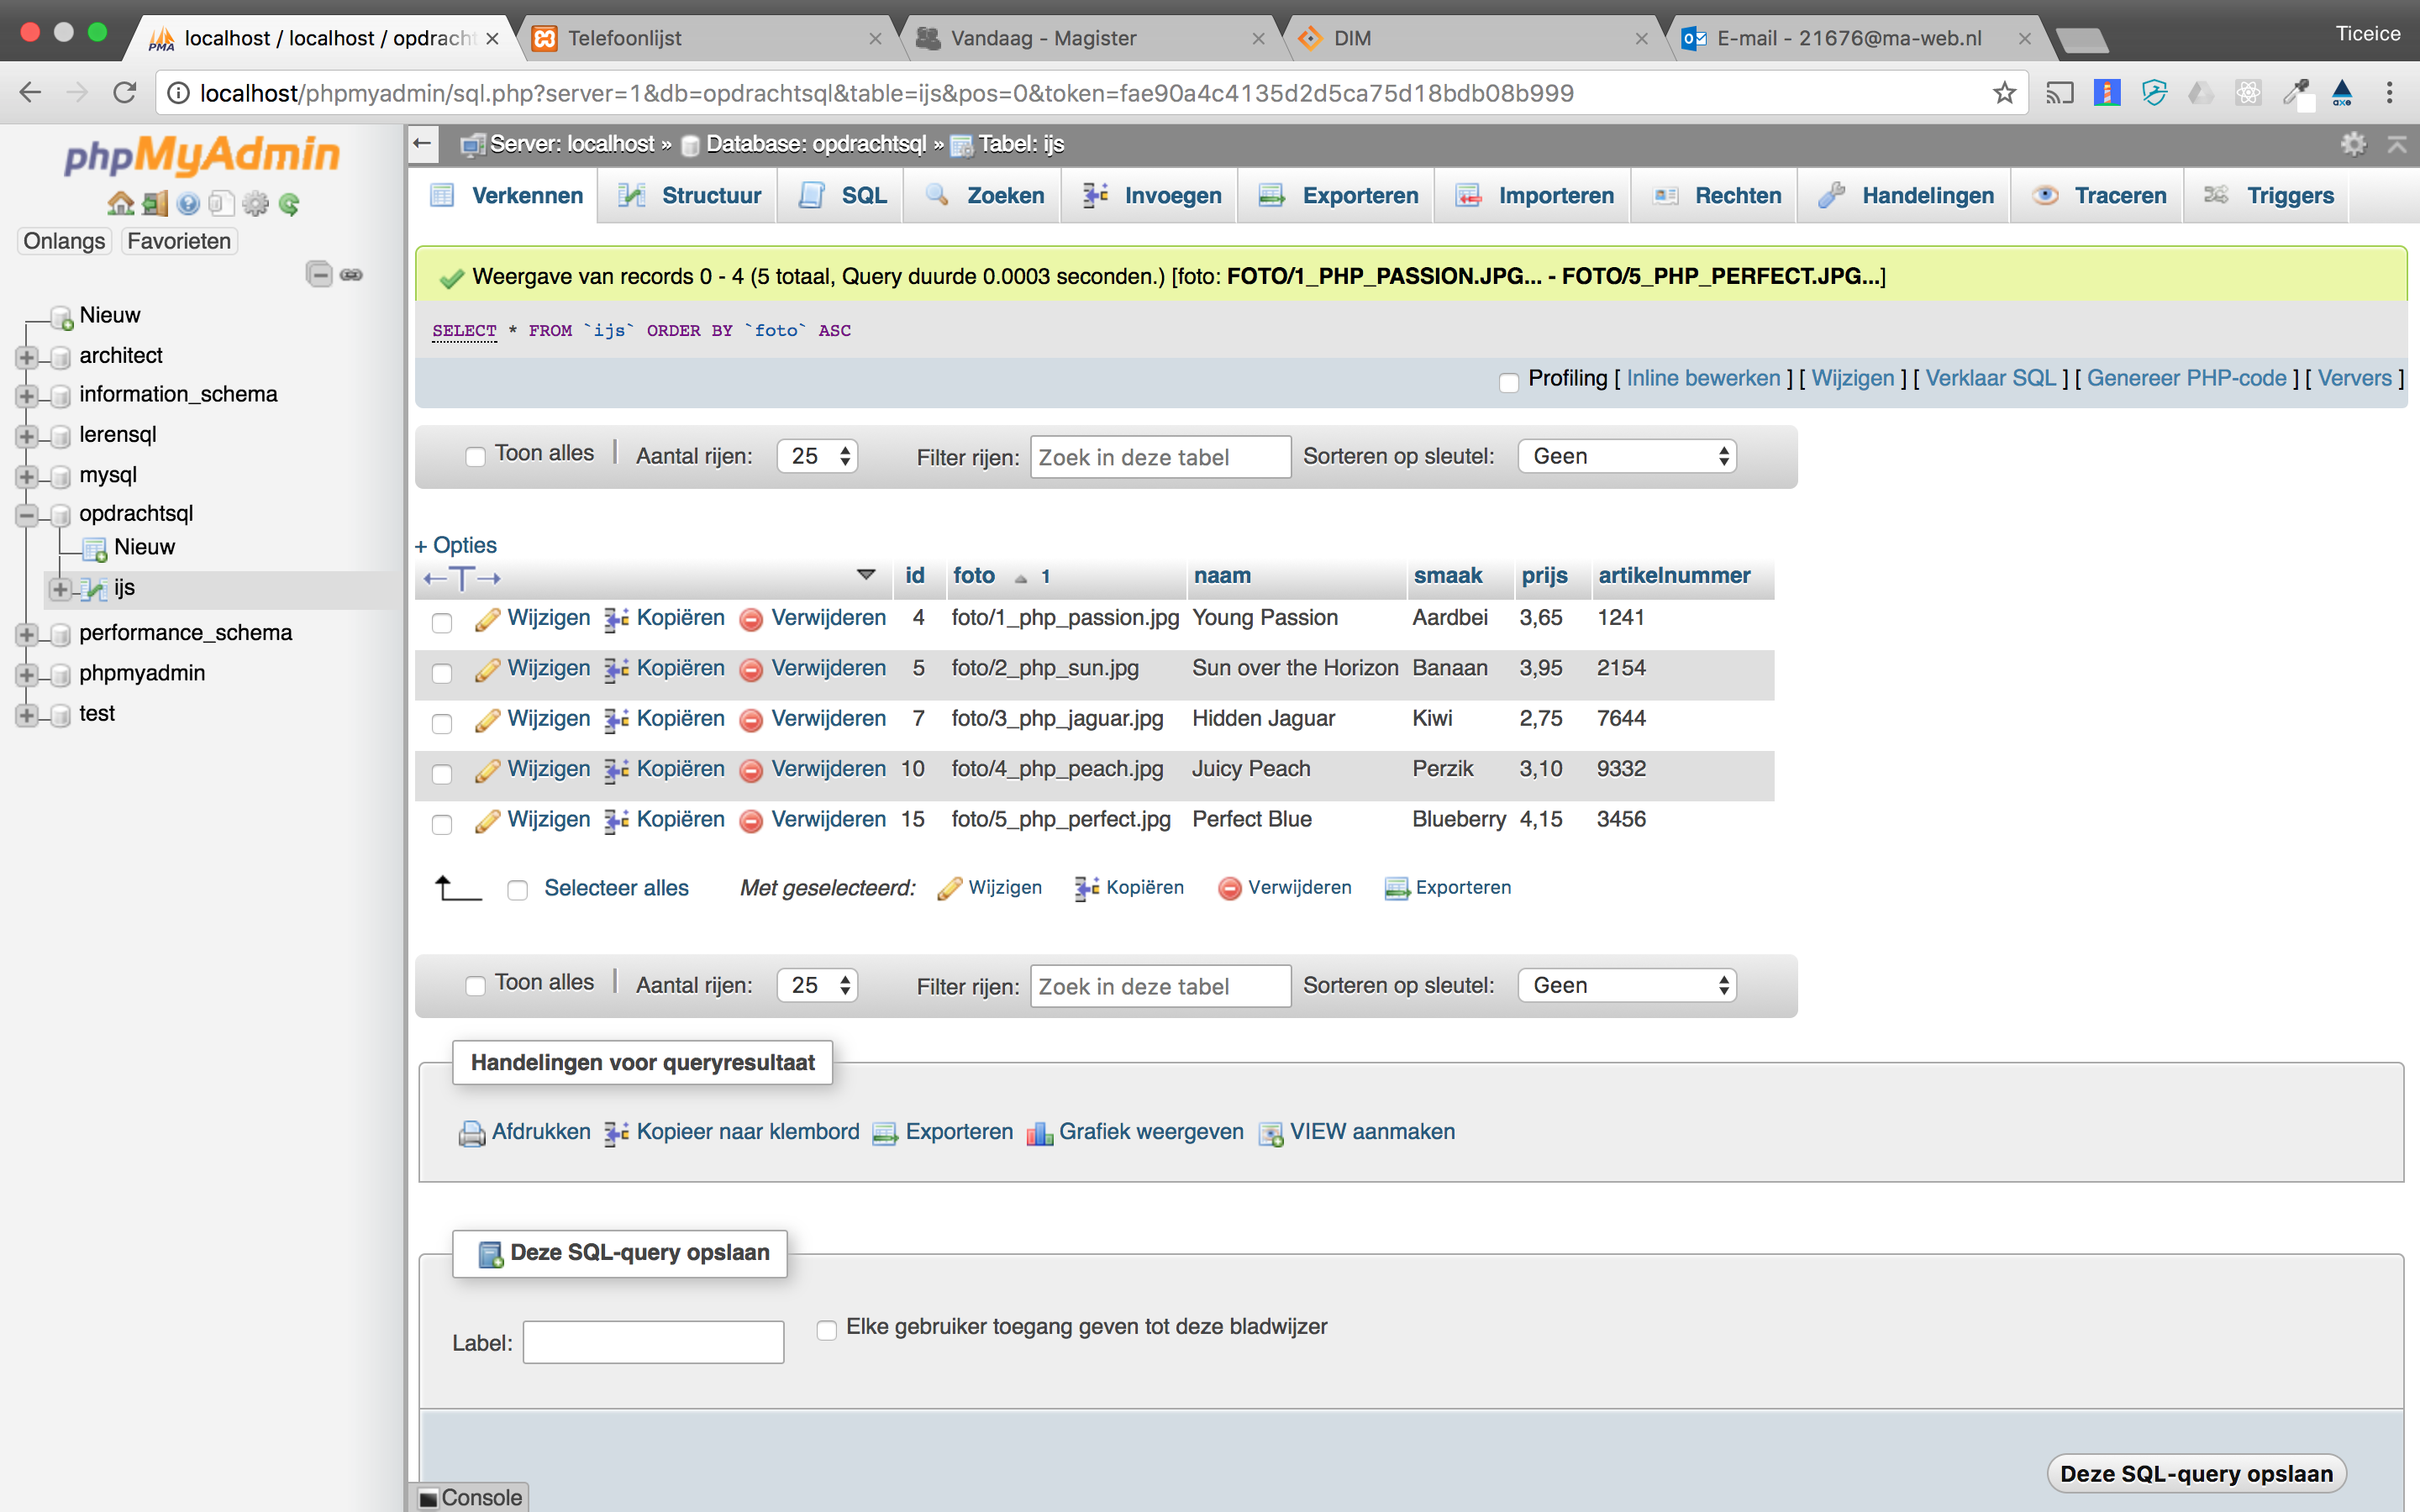 localhost / localhost / opdracht
Telefoonlijst
Vandaag - Magister
DIM
E-mail - 21676@ma-web.nl
Ticeice
localhost/phpmyadmin/sql.php?server=1&db=opdrachtsql&table=ijs&pos=0&token=fae90a4c4135d2d5ca75d18bdb08b999
axe
phpMyAdmin
Onlangs Favorieten
Nieuw
architect
information_schema
lerensql
mysql
opdrachtsql
Nieuw
ijs
performance_schema
phpmyadmin
test
Server: localhost » Database: opdrachtsql » Tabel: ijs
Verkennen Structuur SQL Zoeken Invoegen Exporteren Importeren Rechten Handelingen Traceren Triggers
Weergave van records 0 - 4 (5 totaal, Query duurde 0.0003 seconden.) [foto: FOTO/1_PHP_PASSION.JPG... - FOTO/5_PHP_PERFECT.JPG...]
SELECT * FROM `ijs` ORDER BY `foto` ASC
Profiling [ Inline bewerken ] [ Wijzigen ] [ Verklaar SQL ] [ Genereer PHP-code ] [ Ververs ]
Toon alles | Aantal rijen: 25 Filter rijen: Zoek in deze tabel Sorteren op sleutel: Geen
+ Opties
←T→ id foto 1 naam smaak prijs artikelnummer
Wijzigen Kopiëren Verwijderen 4 foto/1_php_passion.jpg Young Passion Aardbei 3,65 1241
Wijzigen Kopiëren Verwijderen 5 foto/2_php_sun.jpg Sun over the Horizon Banaan 3,95 2154
Wijzigen Kopiëren Verwijderen 7 foto/3_php_jaguar.jpg Hidden Jaguar Kiwi 2,75 7644
Wijzigen Kopiëren Verwijderen 10 foto/4_php_peach.jpg Juicy Peach Perzik 3,10 9332
Wijzigen Kopiëren Verwijderen 15 foto/5_php_perfect.jpg Perfect Blue Blueberry 4,15 3456
Selecteer alles Met geselecteerd: Wijzigen Kopiëren Verwijderen Exporteren
Toon alles | Aantal rijen: 25 Filter rijen: Zoek in deze tabel Sorteren op sleutel: Geen
Handelingen voor queryresultaat
Afdrukken Kopieer naar klembord Exporteren Grafiek weergeven VIEW aanmaken
Deze SQL-query opslaan
Label: Elke gebruiker toegang geven tot deze bladwijzer
Deze SQL-query opslaan
Console